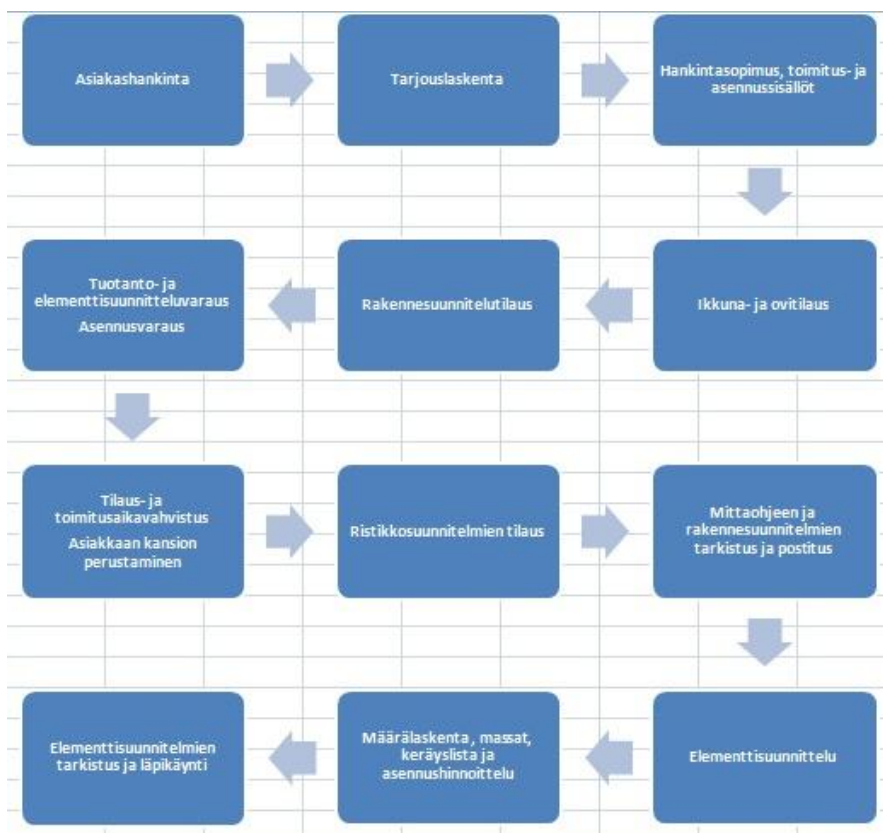 Asiakashankinta
Tarjouslaskenta
Hankintasopimus, toimitus- ja
asennussisällöt
Ikkuna- ja ovitilaus
Rakennesuunnitelutilaus
Tuotanto- ja
elementtisuunnitteluvaraus
Asennusvaraus
Tilaus- ja
toimitusaikavahvistus
Asiakkaan kansion
perustaminen
Ristikkosuunnitelmien tilaus
Mittaohjeen ja
rakennesuunnitelmien
tarkistus ja postitus
Elementtisuunnittelu
Määrälaskenta , massat,
keräyslista ja
asennushinnoittelu
Elementtisuunnitelmien
tarkistus ja läpikäynti